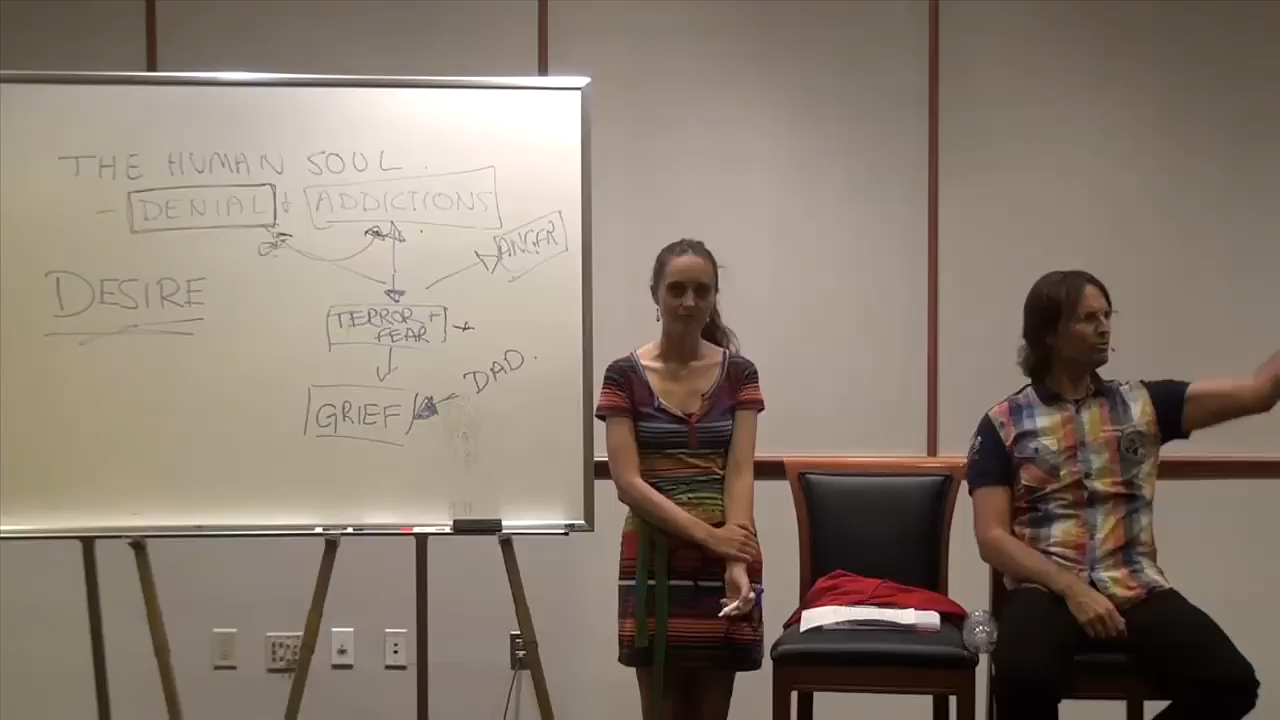 THE HUMAN SOUL.
- DENIAL + ADDICTIONS
ANGER
DESIRE
TERROR +
FEAR
DAD.
GRIEF